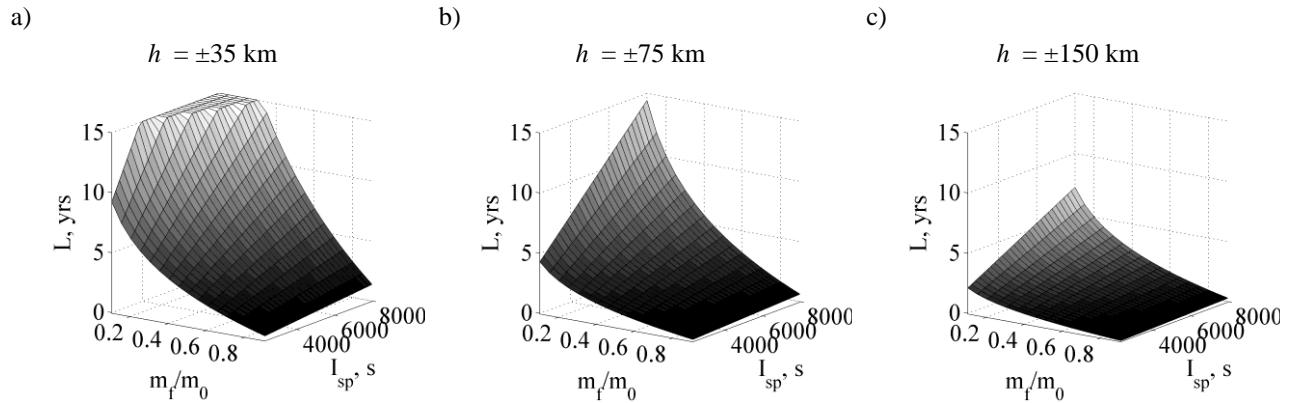 a)
h = ±35 km
15
10
5
0
L, yrs
0.2
0.4
0.6
0.8
m_f/m_0
4000
6000
8000
I_sp, s
b)
h = ±75 km
15
10
5
0
L, yrs
0.2
0.4
0.6
0.8
m_f/m_0
4000
6000
8000
I_sp, s
c)
h = ±150 km
15
10
5
0
L, yrs
0.2
0.4
0.6
0.8
m_f/m_0
4000
6000
8000
I_sp, s